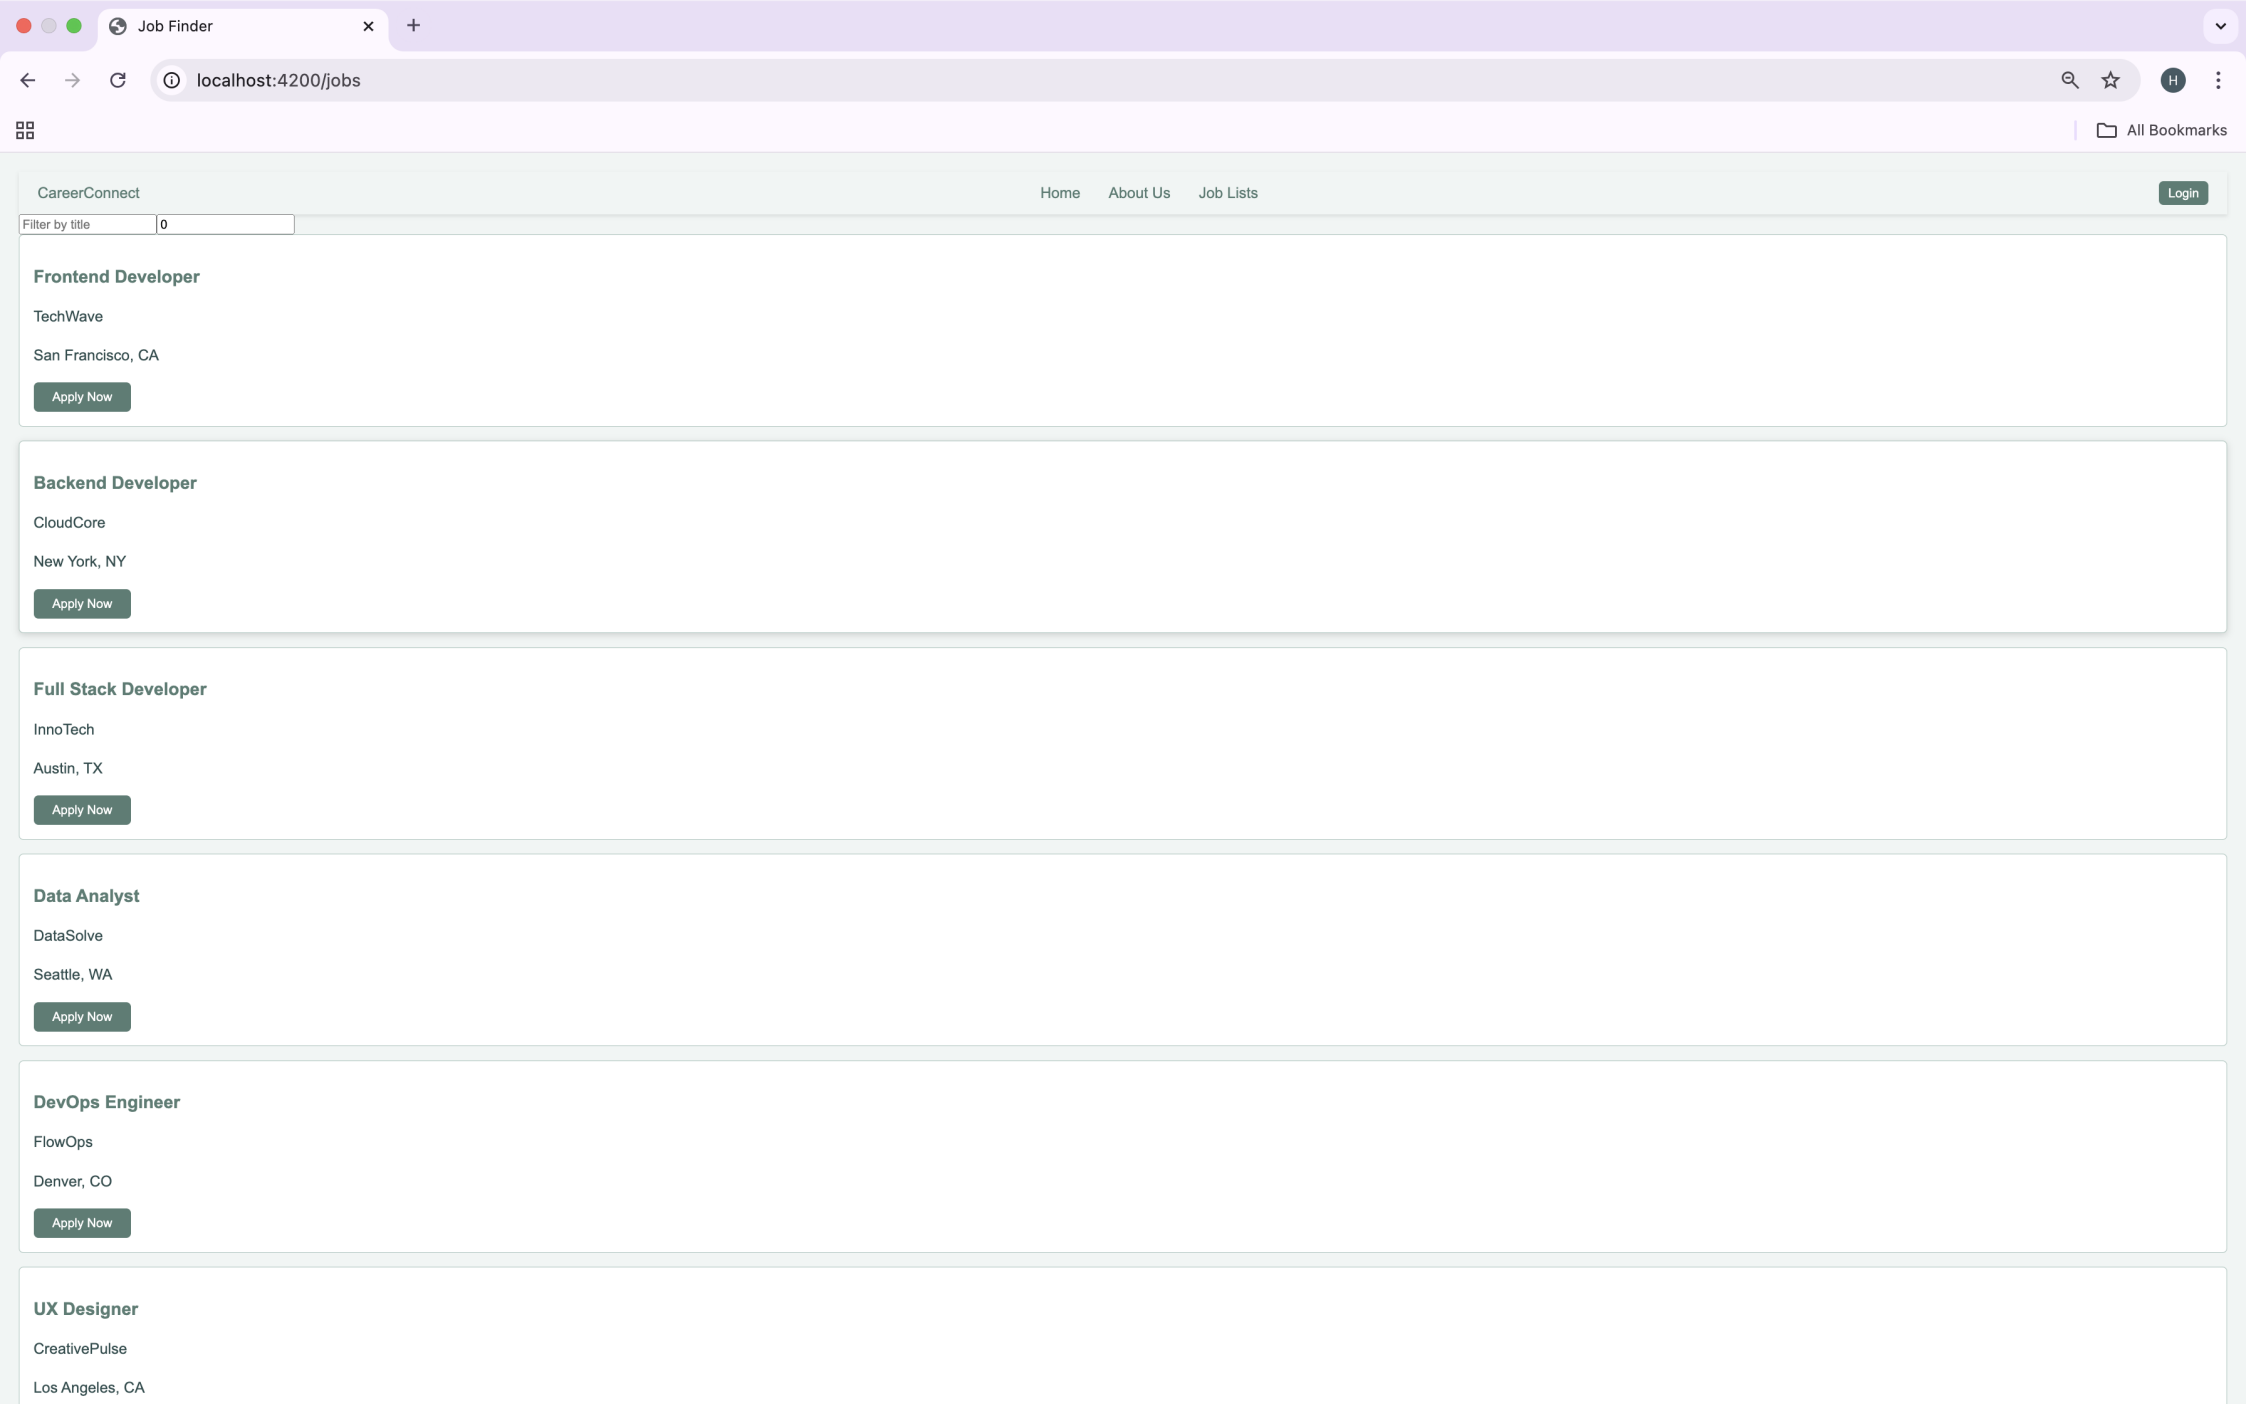 Job Finder
localhost:4200/jobs
H
All Bookmarks
CareerConnect Home About Us Job Lists Login
Filter by title 0
Frontend Developer
TechWave
San Francisco, CA
Apply Now
Backend Developer
CloudCore
New York, NY
Apply Now
Full Stack Developer
InnoTech
Austin, TX
Apply Now
Data Analyst
DataSolve
Seattle, WA
Apply Now
DevOps Engineer
FlowOps
Denver, CO
Apply Now
UX Designer
CreativePulse
Los Angeles, CA